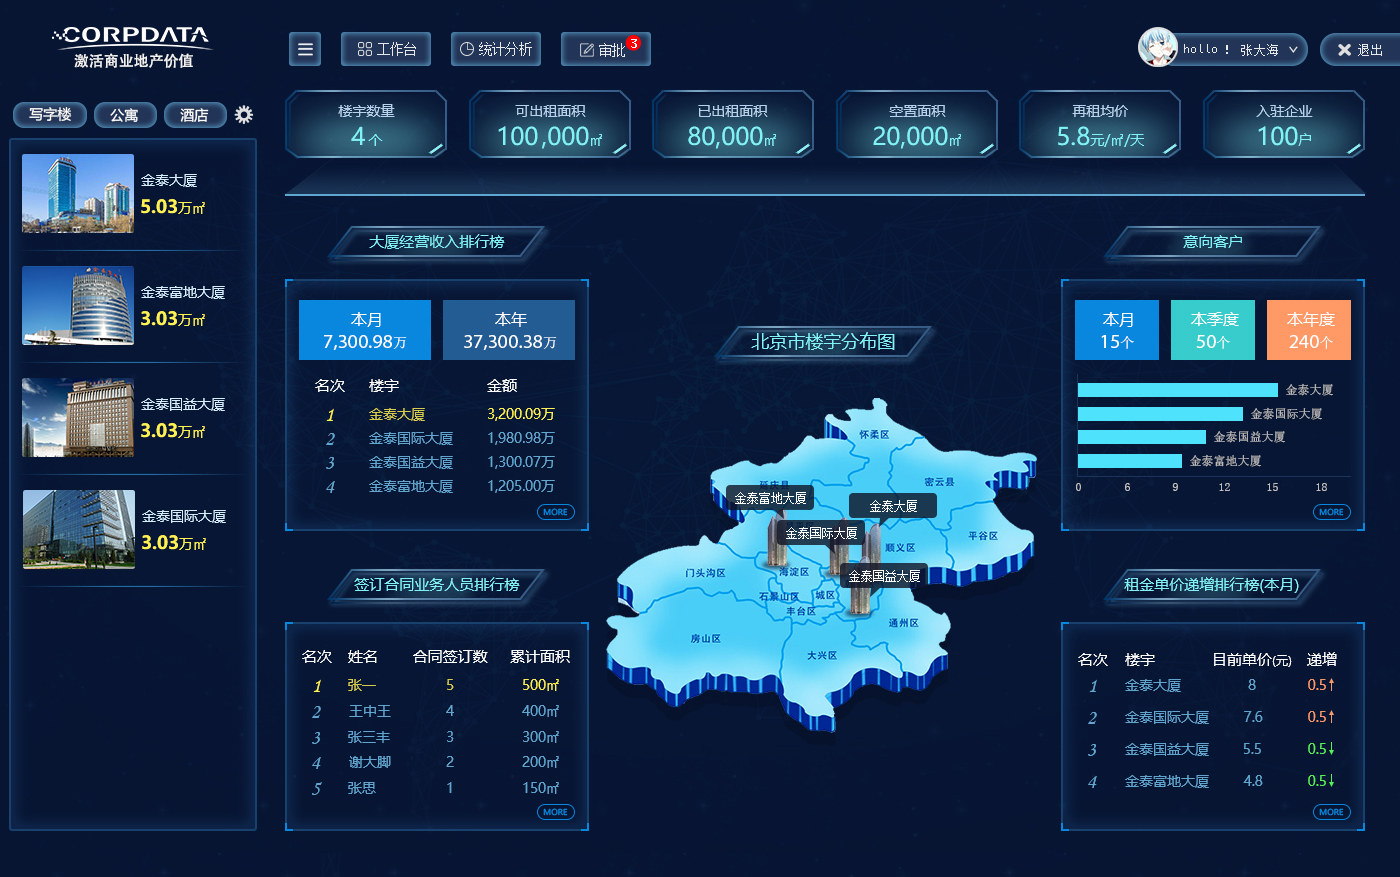 CORPDATA
激活商业地产价值
工作台
统计分析
审批
3
hollo ! 张大海
退出
写字楼
公寓
酒店
金泰大厦
5.03万㎡
金泰富地大厦
3.03万㎡
金泰国益大厦
3.03万㎡
金泰国际大厦
3.03万㎡
楼宇数量
4个
可出租面积
100,000㎡
已出租面积
80,000㎡
空置面积
20,000㎡
再租均价
5.8元/㎡/天
入驻企业
100户
大厦经营收入排行榜
本月
7,300.98万
本年
37,300.38万
名次 楼宇 金额
1 金泰大厦 3,200.09万
2 金泰国际大厦 1,980.98万
3 金泰国益大厦 1,300.07万
4 金泰富地大厦 1,205.00万
MORE
签订合同业务人员排行榜
名次 姓名 合同签订数 累计面积
1 张一 5 500㎡
2 王中王 4 400㎡
3 张三丰 3 300㎡
4 谢大脚 2 200㎡
5 张思 1 150㎡
MORE
北京市楼宇分布图
怀柔区
延庆县
密云县
金泰富地大厦
金泰大厦
金泰国际大厦
平谷区
顺义区
门头沟区
海淀区
金泰国益大厦
石景山区
城区
丰台区
通州区
房山区
大兴区
意向客户
本月
15个
本季度
50个
本年度
240个
金泰大厦
金泰国际大厦
金泰国益大厦
金泰富地大厦
0 6 9 12 15 18
MORE
租金单价递增排行榜(本月)
名次 楼宇 目前单价(元) 递增
1 金泰大厦 8 0.5↑
2 金泰国际大厦 7.6 0.5↑
3 金泰国益大厦 5.5 0.5↓
4 金泰富地大厦 4.8 0.5↓
MORE